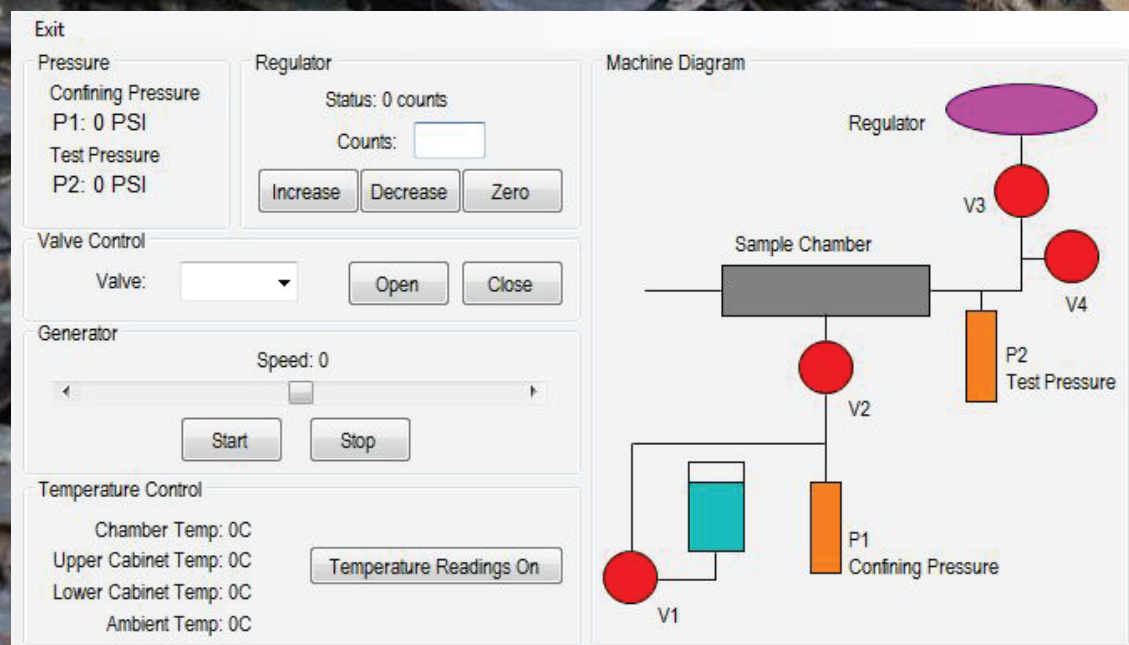 Exit
Pressure
Confining Pressure
P1: 0 PSI
Test Pressure
P2: 0 PSI
Regulator
Status: 0 counts
Counts:
Increase Decrease Zero
Valve Control
Valve: Open Close
Generator
Speed: 0
Start Stop
Temperature Control
Chamber Temp: 0C
Upper Cabinet Temp: 0C
Lower Cabinet Temp: 0C
Ambient Temp: 0C
Temperature Readings On
Machine Diagram
Regulator
V3
Sample Chamber
V4
P2
Test Pressure
V2
P1
Confining Pressure
V1